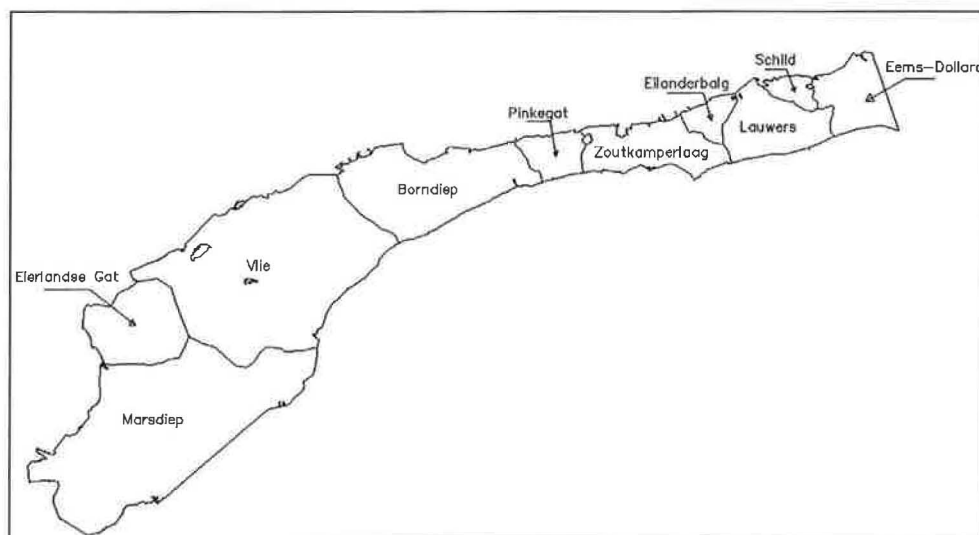 Schild
Eems-Dollard
Eilanderbalg
Pinkegat
Lauwers
Zoutkamperlaag
Borndiep
Vlie
Eierlandse Gat
Marsdiep